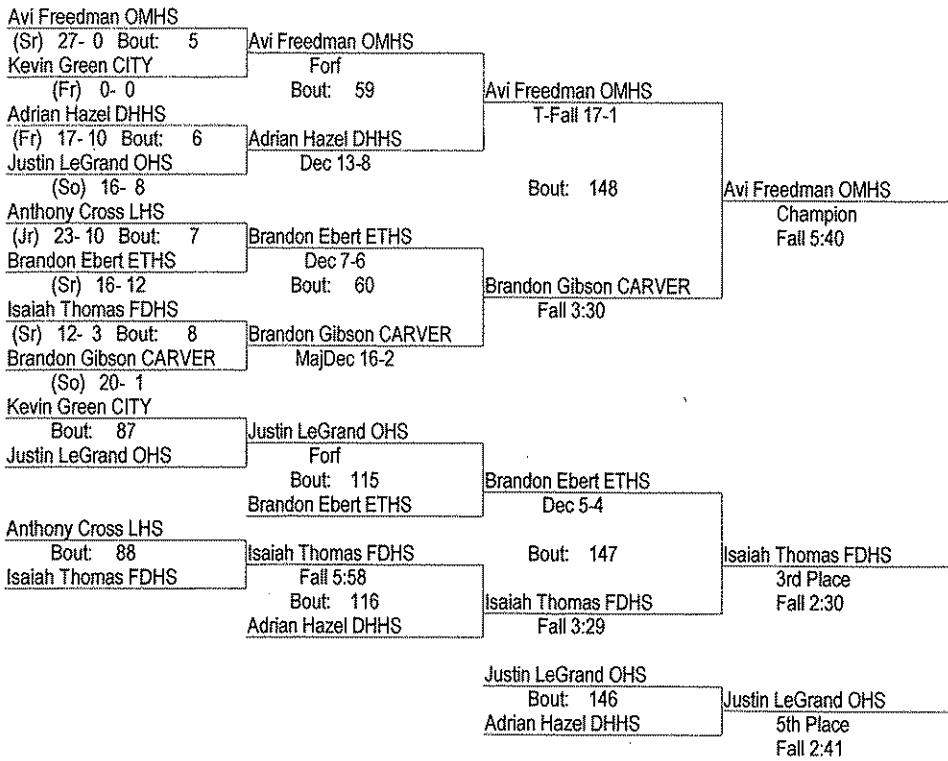 Avi Freedman OMHS
(Sr) 27- 0 Bout: 5
Kevin Green CITY
(Fr) 0- 0
Adrian Hazel DHHS
(Fr) 17- 10 Bout: 6
Justin LeGrand OHS
(So) 16- 8
Anthony Cross LHS
(Jr) 23- 10 Bout: 7
Brandon Ebert ETHS
(Sr) 16- 12
Isaiah Thomas FDHS
(Sr) 12- 3 Bout: 8
Brandon Gibson CARVER
(So) 20- 1
Avi Freedman OMHS
Forf
Bout: 59
Adrian Hazel DHHS
Dec 13-8
Brandon Ebert ETHS
Dec 7-6
Bout: 60
Brandon Gibson CARVER
MajDec 16-2
Avi Freedman OMHS
T-Fall 17-1
Bout: 148
Brandon Gibson CARVER
Fall 3:30
Avi Freedman OMHS
Champion
Fall 5:40
Kevin Green CITY
Bout: 87
Justin LeGrand OHS
Anthony Cross LHS
Bout: 88
Isaiah Thomas FDHS
Justin LeGrand OHS
Forf
Bout: 115
Brandon Ebert ETHS
Isaiah Thomas FDHS
Fall 5:58
Bout: 116
Adrian Hazel DHHS
Brandon Ebert ETHS
Dec 5-4
Bout: 147
Isaiah Thomas FDHS
Fall 3:29
Isaiah Thomas FDHS
3rd Place
Fall 2:30
Justin LeGrand OHS
Bout: 146
Adrian Hazel DHHS
Justin LeGrand OHS
5th Place
Fall 2:41